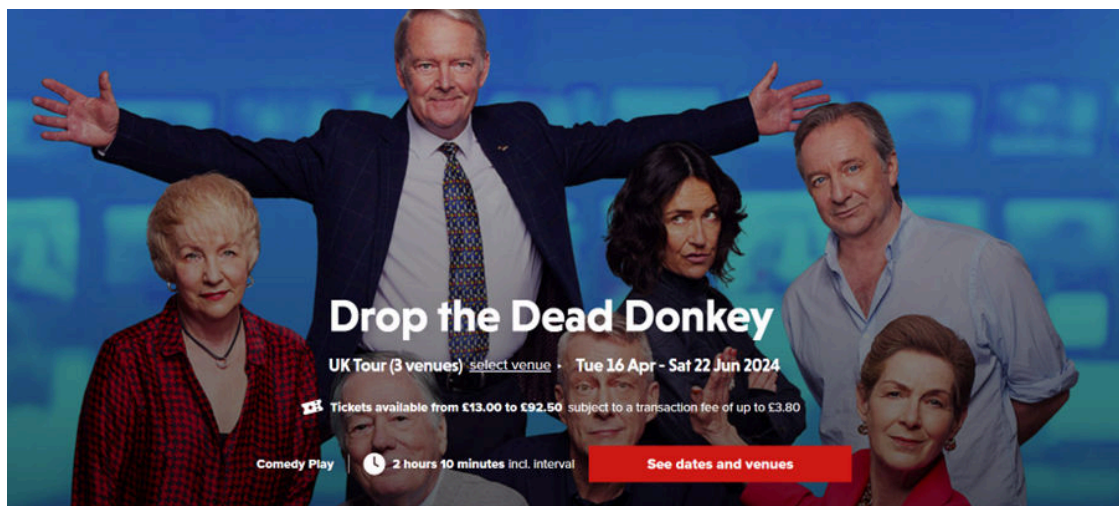 Drop the Dead Donkey
UK Tour (3 venues) select venue • Tue 16 Apr - Sat 22 Jun 2024
Tickets available from £13.00 to £92.50 subject to a transaction fee of up to £3.80
Comedy Play | 2 hours 10 minutes incl. interval See dates and venues